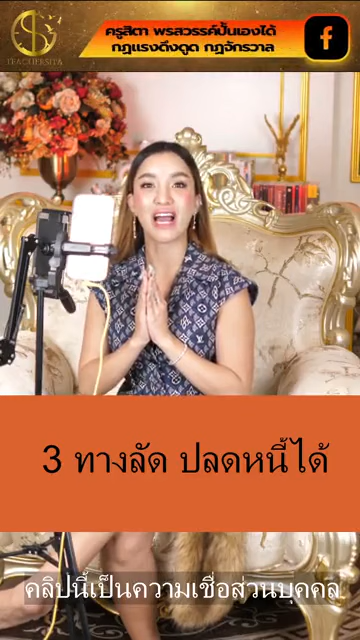 ครูสิตา พรสวรรค์ปั้นเองได้
กฎแรงดึงดูด กฎจักรวาล
f
TEACHERSITA
3 ทางลัด ปลดหนี้ได้
คลิปนี้เป็นความเชื่อส่วนบุคคล